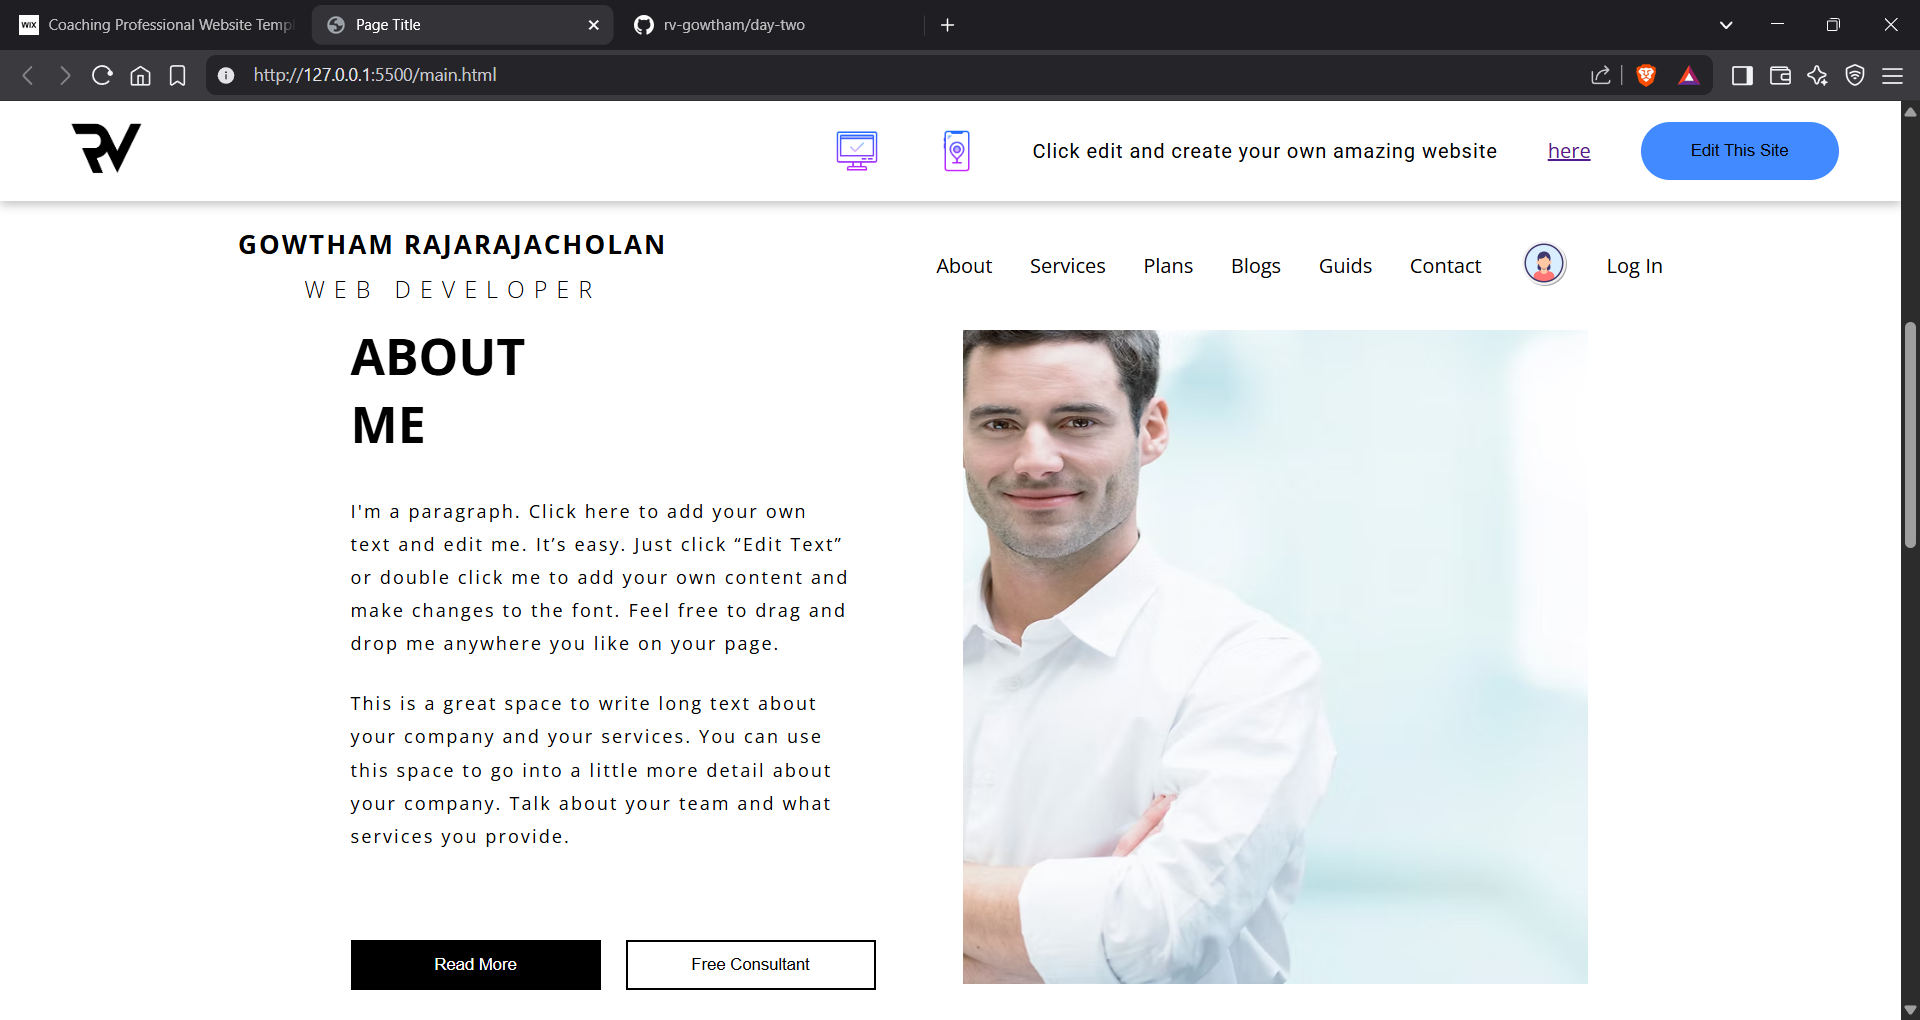 WIX Coaching Professional Website Temp
Page Title
rv-gowtham/day-two
http://127.0.0.1:5500/main.html
RV
Click edit and create your own amazing website
here
Edit This Site
GOWTHAM RAJARAJACHOLAN
WEB DEVELOPER
About
Services
Plans
Blogs
Guids
Contact
Log In
ABOUT
ME
I'm a paragraph. Click here to add your own
text and edit me. It’s easy. Just click “Edit Text”
or double click me to add your own content and
make changes to the font. Feel free to drag and
drop me anywhere you like on your page.
This is a great space to write long text about
your company and your services. You can use
this space to go into a little more detail about
your company. Talk about your team and what
services you provide.
Read More
Free Consultant